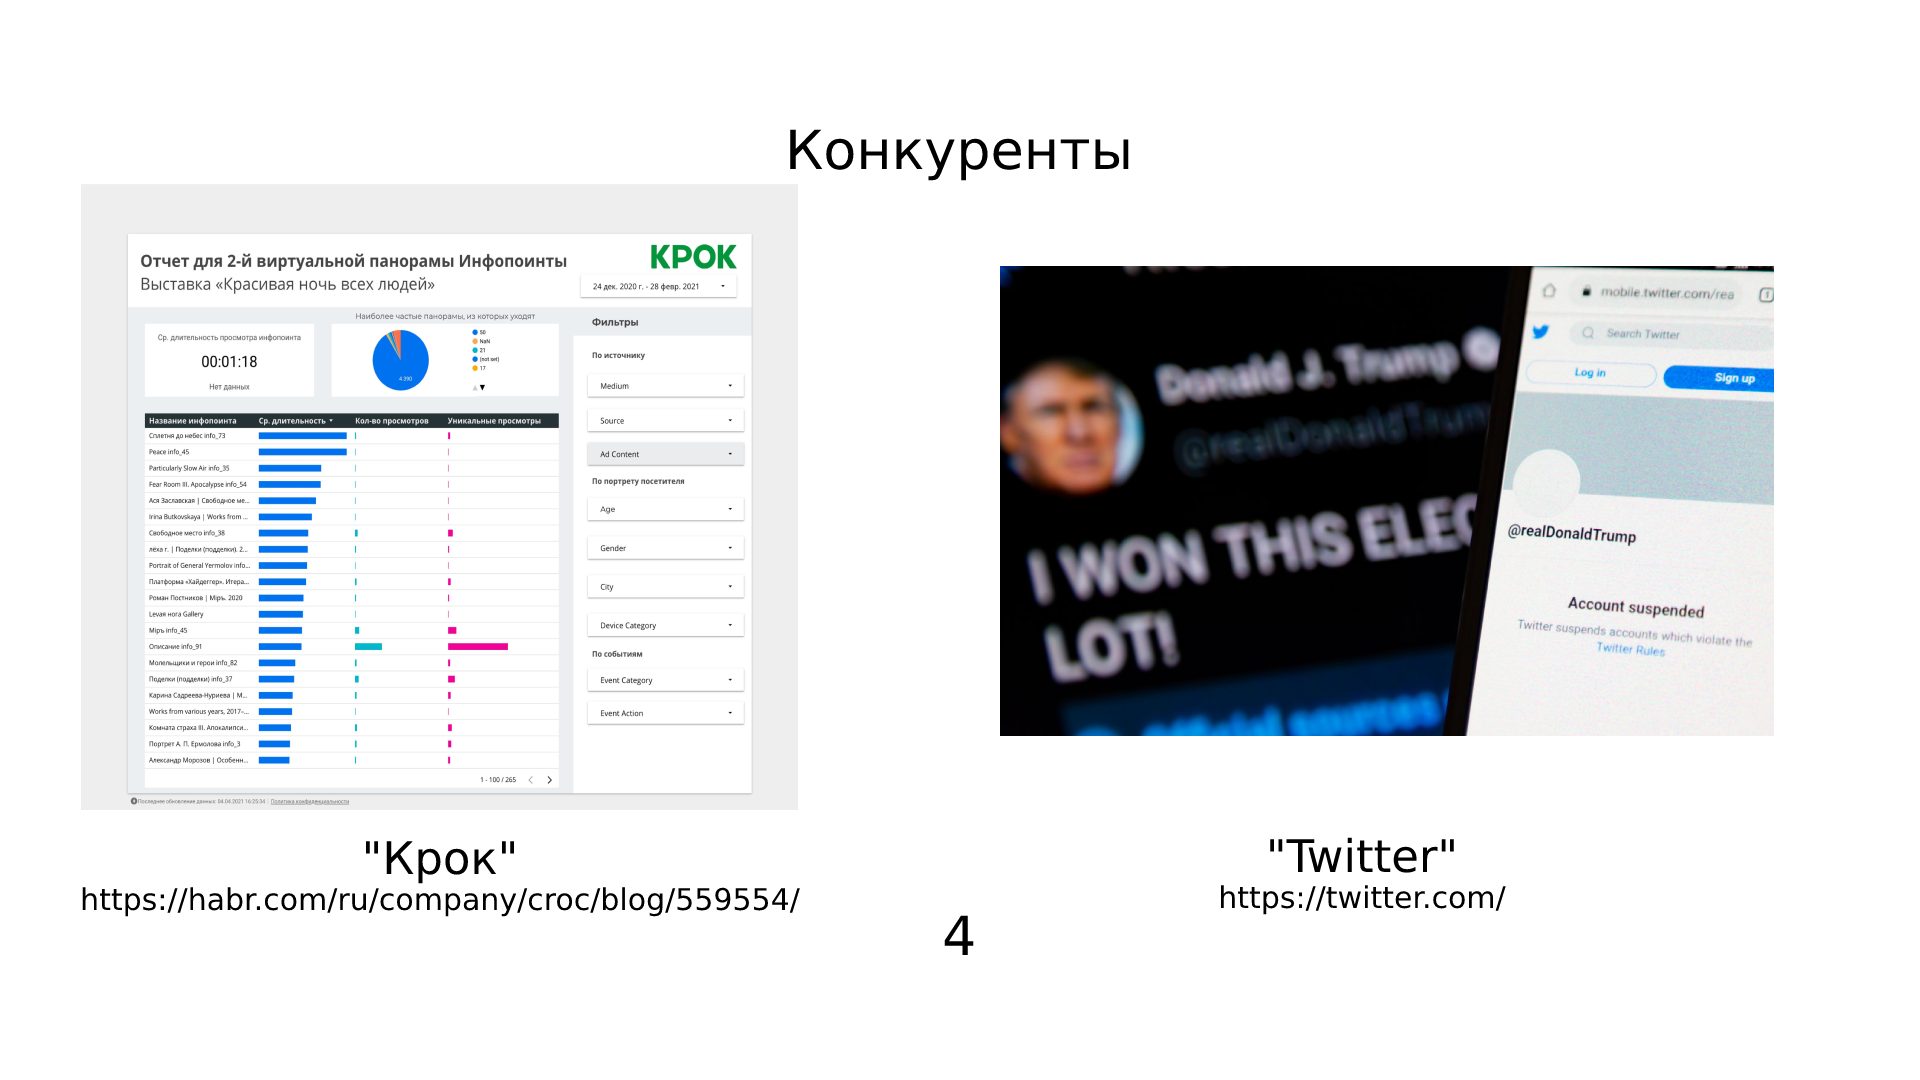 Конкуренты
Отчет для 2-й виртуальной панорамы Инфопоинты
КРОК
Выставка «Красивая ночь всех людей»
24 дек. 2020 г. - 28 февр. 2021
Наиболее частые панорамы, из которых уходят
Ср. длительность просмотра инфопоинта
00:01:18
Нет данных
4 390
50
NaN
21
(not set)
17
Название инфопоинта Ср. длительность Кол-во просмотров Уникальные просмотры
Сплетня до небес info_73
Peace info_45
Particularly Slow Air info_35
Fear Room III. Apocalypse info_54
Ася Заславская | Свободное ме...
Irina Butkovskaya | Works from ...
Свободное место info_38
лёха г. | Поделки (подделки). 2...
Portrait of General Yermolov info...
Платформа «Хайдеггер». Итера...
Роман Постников | Мiръ. 2020
Levая нога Gallery
Мiръ info_45
Описание info_91
Молельщики и герои info_82
Поделки (подделки) info_37
Карина Садреева-Нуриева | М...
Works from various years, 2017–...
Комната страха III. Апокалипси...
Портрет А. П. Ермолова info_3
Александр Морозов | Особенн...
1 - 100 / 265
Последнее обновление данных: 04.04.2021 16:25:34 Политика конфиденциальности
Фильтры
По источнику
Medium
Source
Ad Content
По портрету посетителя
Age
Gender
City
Device Category
По событиям
Event Category
Event Action
Donald J. Trump
@realDonaldTrum
I WON THIS ELEC
LOT!
Official sources
mobile.twitter.com/rea
1
Search Twitter
Log in
Sign up
@realDonaldTrump
Account suspended
Twitter suspends accounts which violate the
Twitter Rules
"Крок"
https://habr.com/ru/company/croc/blog/559554/
"Twitter"
https://twitter.com/
4